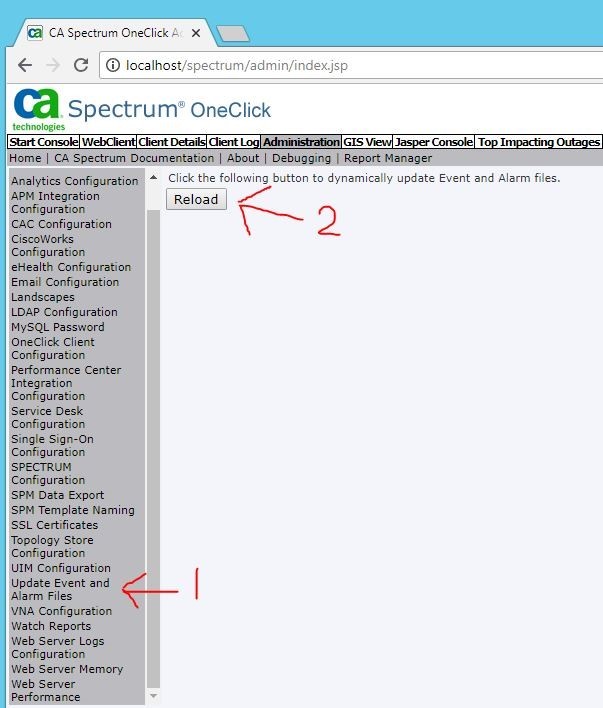 CA Spectrum OneClick Ad
localhost/spectrum/admin/index.jsp
ca Spectrum® OneClick
technologies
Start Console WebClient Client Details Client Log Administration GIS View Jasper Console Top Impacting Outages
Home | CA Spectrum Documentation | About | Debugging | Report Manager
Analytics Configuration
APM Integration
Configuration
CAC Configuration
CiscoWorks
Configuration
eHealth Configuration
Email Configuration
Landscapes
LDAP Configuration
MySQL Password
OneClick Client
Configuration
Performance Center
Integration
Configuration
Service Desk
Configuration
Single Sign-On
Configuration
SPECTRUM
Configuration
SPM Data Export
SPM Template Naming
SSL Certificates
Topology Store
Configuration
UIM Configuration
Update Event and
Alarm Files
VNA Configuration
Watch Reports
Web Server Logs
Configuration
Web Server Memory
Web Server
Performance
Click the following button to dynamically update Event and Alarm files.
Reload
2
1